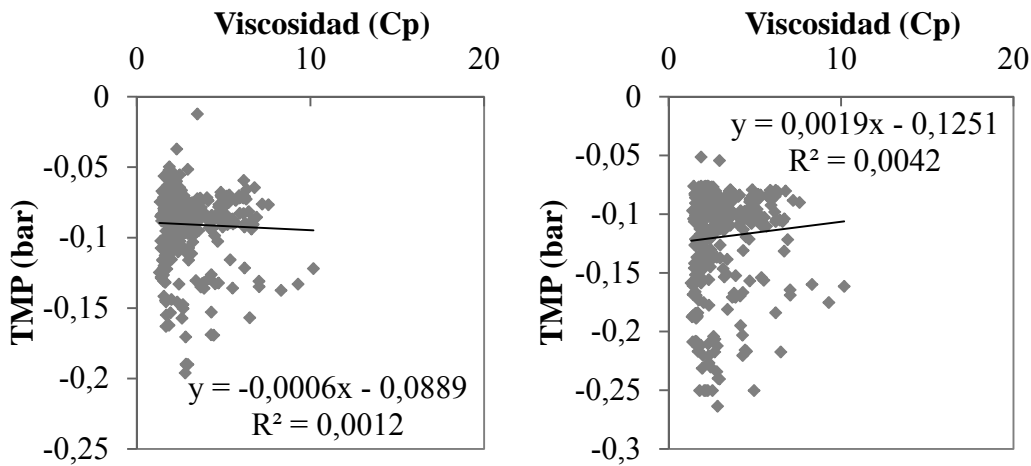 Viscosidad (Cp)
0 10 20
0
-0,05
-0,1
-0,15
-0,2
-0,25
TMP (bar)
y = -0,0006x - 0,0889
R² = 0,0012
Viscosidad (Cp)
0 10 20
0
-0,05
-0,1
-0,15
-0,2
-0,25
-0,3
TMP (bar)
y = 0,0019x - 0,1251
R² = 0,0042